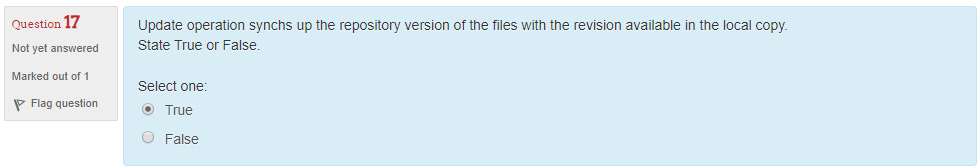 Question 17
Not yet answered
Marked out of 1
Flag question
Update operation synchs up the repository version of the files with the revision available in the local copy.
State True or False.
Select one:
True
False